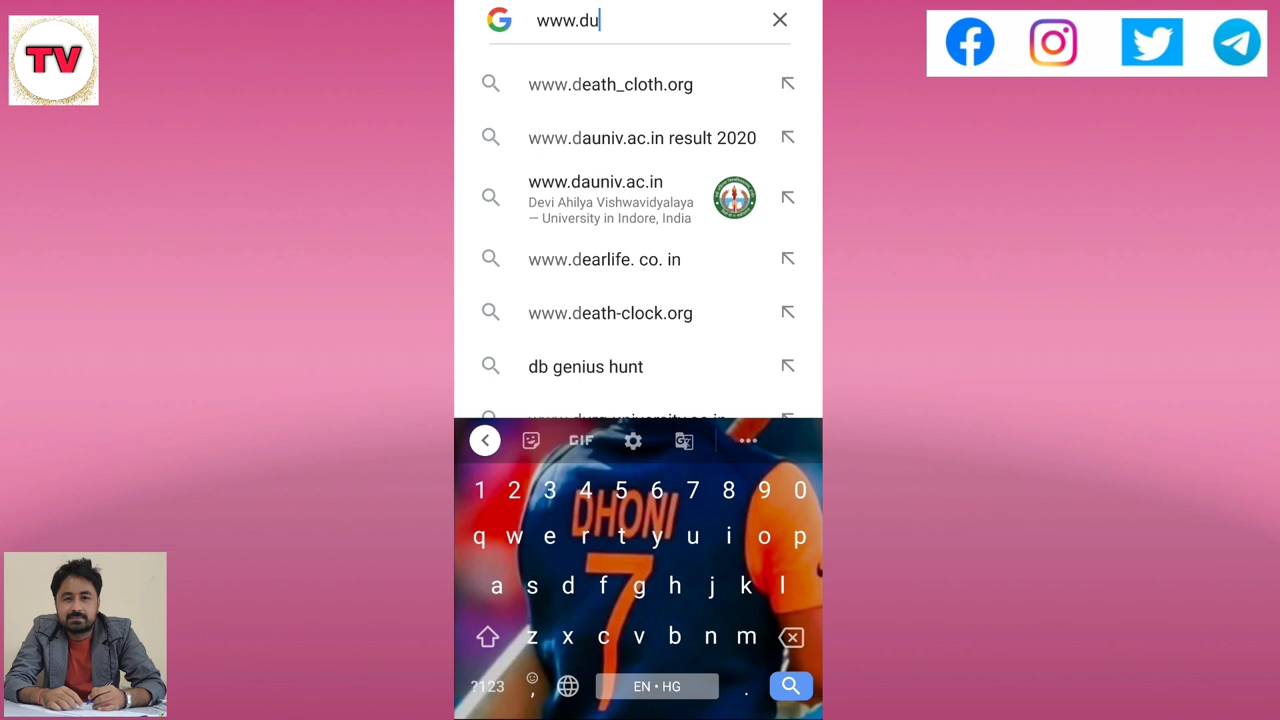 TV
www.du
www.death_cloth.org
www.dauniv.ac.in result 2020
www.dauniv.ac.in
Devi Ahilya Vishwavidyalaya
— University in Indore, India
www.dearlife. co. in
www.death-clock.org
db genius hunt
GIF
DHONI
7
1 2 3 4 5 6 7 8 9 0
q w e r t y u i o p
a s d f g h j k l
z x c v b n m
?123 , EN • HG .